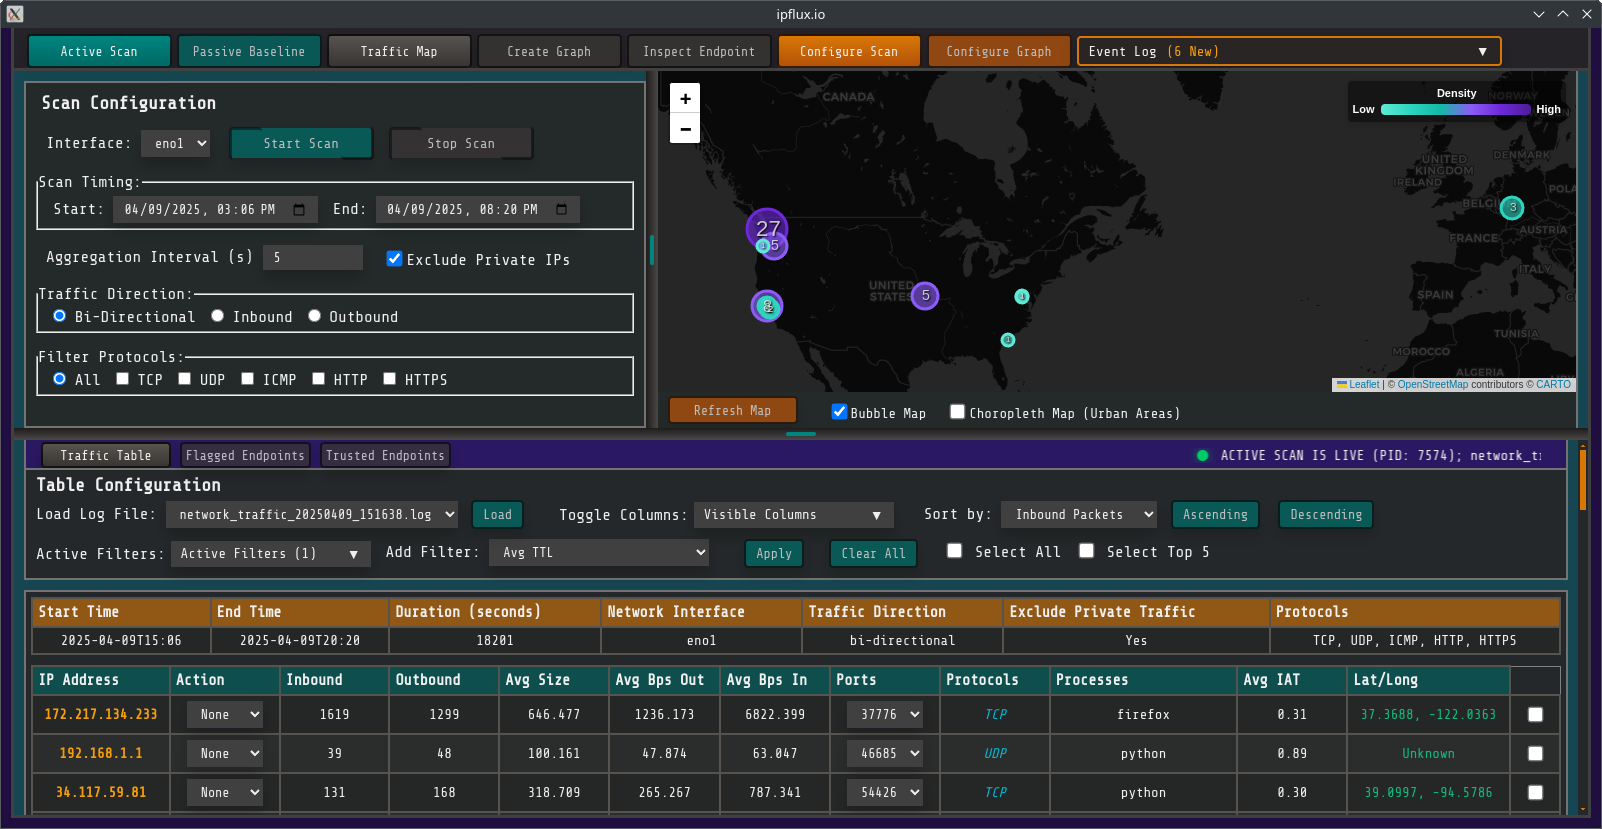 ipflux.io
Active Scan
Passive Baseline
Traffic Map
Create Graph
Inspect Endpoint
Configure Scan
Configure Graph
Event Log (6 New) ▼
Scan Configuration
Interface: eno1
Start Scan
Stop Scan
Scan Timing:
Start: 04/09/2025, 03:06 PM
End: 04/09/2025, 08:20 PM
Aggregation Interval (s) 5
Exclude Private IPs
Traffic Direction:
Bi-Directional Inbound Outbound
Filter Protocols:
All TCP UDP ICMP HTTP HTTPS
+
−
CANADA
Density
Low High
NORWAY
UNITED KINGDOM
DENMARK
IRELAND
BELGI
3
FRANCE
AUSTRIA
ITALY
SPAIN
TUNISIA
MOROCCO
ALGERIA
27
5
UNITED STATES
5
Leaflet | © OpenStreetMap contributors © CARTO
Refresh Map
Bubble Map
Choropleth Map (Urban Areas)
Traffic Table
Flagged Endpoints
Trusted Endpoints
ACTIVE SCAN IS LIVE (PID: 7574); network_t
Table Configuration
Load Log File: network_traffic_20250409_151638.log Load
Toggle Columns: Visible Columns ▼
Sort by: Inbound Packets Ascending Descending
Active Filters: Active Filters (1) ▼
Add Filter: Avg TTL Apply Clear All
Select All Select Top 5
Start Time End Time Duration (seconds) Network Interface Traffic Direction Exclude Private Traffic Protocols
2025-04-09T15:06 2025-04-09T20:20 18201 eno1 bi-directional Yes TCP, UDP, ICMP, HTTP, HTTPS
IP Address Action Inbound Outbound Avg Size Avg Bps Out Avg Bps In Ports Protocols Processes Avg IAT Lat/Long
172.217.134.233 None 1619 1299 646.477 1236.173 6822.399 37776 TCP firefox 0.31 37.3688, -122.0363
192.168.1.1 None 39 48 100.161 47.874 63.047 46685 UDP python 0.89 Unknown
34.117.59.81 None 131 168 318.709 265.267 787.341 54426 TCP python 0.30 39.0997, -94.5786